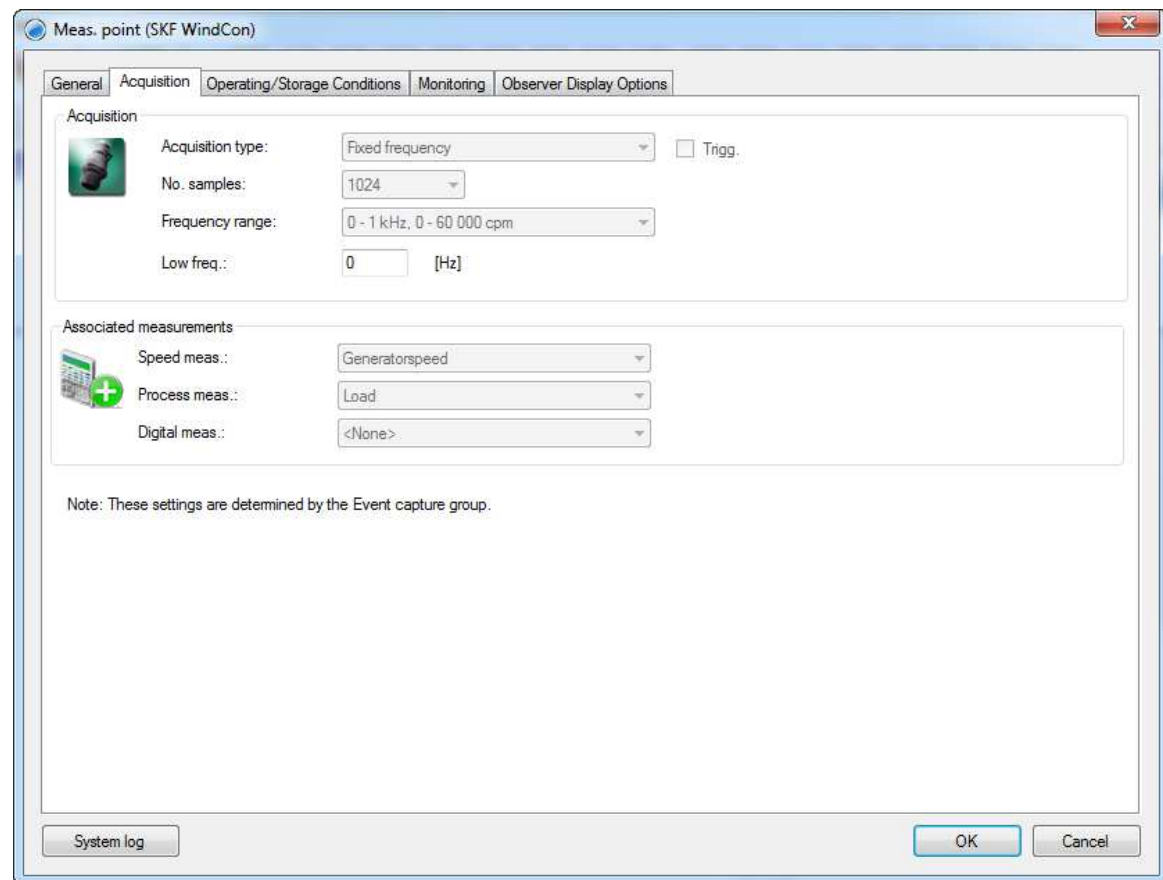 Meas. point (SKF WindCon)
General Acquisition Operating/Storage Conditions Monitoring Observer Display Options
Acquisition
Acquisition type: Fixed frequency Trigg.
No. samples: 1024
Frequency range: 0 - 1 kHz, 0 - 60 000 cpm
Low freq.: 0 [Hz]
Associated measurements
Speed meas.: Generatorspeed
Process meas.: Load
Digital meas.: <None>
Note: These settings are determined by the Event capture group.
System log OK Cancel